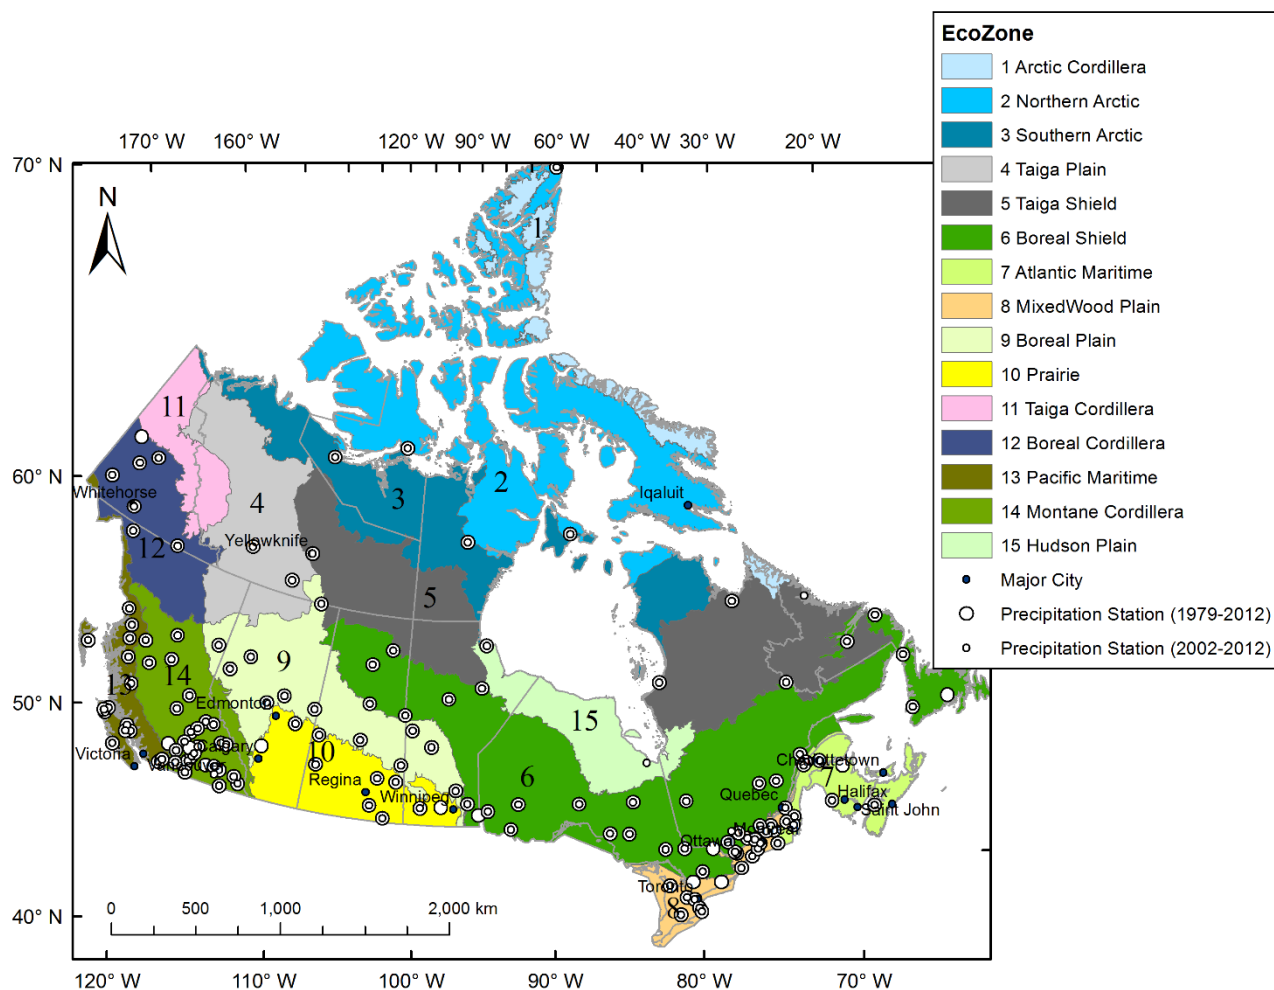 EcoZone
1 Arctic Cordillera
2 Northern Arctic
3 Southern Arctic
4 Taiga Plain
5 Taiga Shield
6 Boreal Shield
7 Atlantic Maritime
8 MixedWood Plain
9 Boreal Plain
10 Prairie
11 Taiga Cordillera
12 Boreal Cordillera
13 Pacific Maritime
14 Montane Cordillera
15 Hudson Plain
Major City
Precipitation Station (1979-2012)
Precipitation Station (2002-2012)
170° W 160° W 120° W 90° W 60° W 40° W 30° W 20° W
70° N
N
1
11
60° N
Whitehorse
4
3
2
Iqaluit
12
Yellowknife
5
9
13
14
50° N
Edmonton
15
Victoria
Vancouver
Calgary
10
Regina
Winnipeg
6
Charlottetown
7
Quebec
Halifax
Saint John
Montreal
Ottawa
Toronto
8
0 500 1,000 2,000 km
40° N
120° W 110° W 100° W 90° W 80° W 70° W